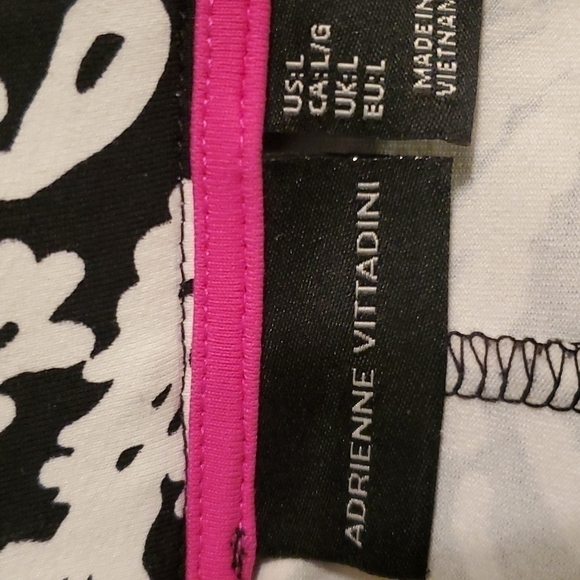 US:L
CA:L/G
UK:L
EU:L
MADE IN
VIETNAM
ADRIENNE VITTADINI